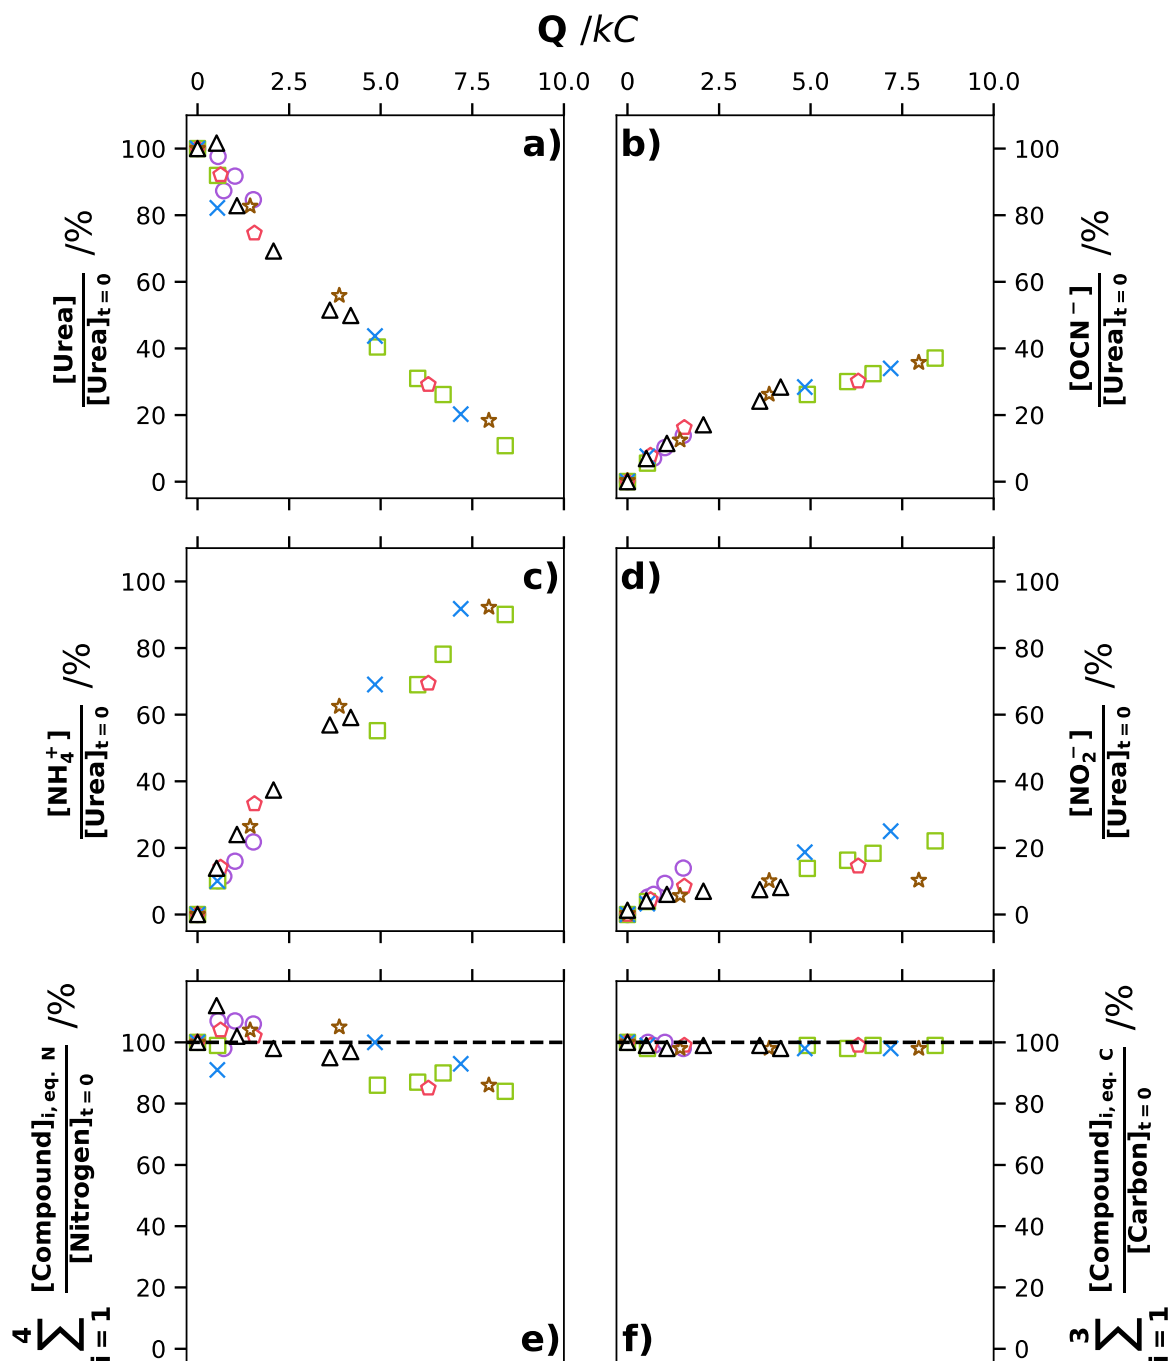 Q /kC
0 2.5 5.0 7.5 10.0 0 2.5 5.0 7.5 10.0
a) b)
100 80 60 40 20 0
[Urea] / [Urea]t = 0 /%
100 80 60 40 20 0
[OCN−] / [Urea]t = 0 /%
c) d)
100 80 60 40 20 0
[NH4+] / [Urea]t = 0 /%
100 80 60 40 20 0
[NO2−] / [Urea]t = 0 /%
100 80 60 40 20 0
4 ∑ i = 1 [Compound]i, eq. N / [Nitrogen]t = 0 /%
100 80 60 40 20 0
3 ∑ i = 1 [Compound]i, eq. C / [Carbon]t = 0 /%
e) f)